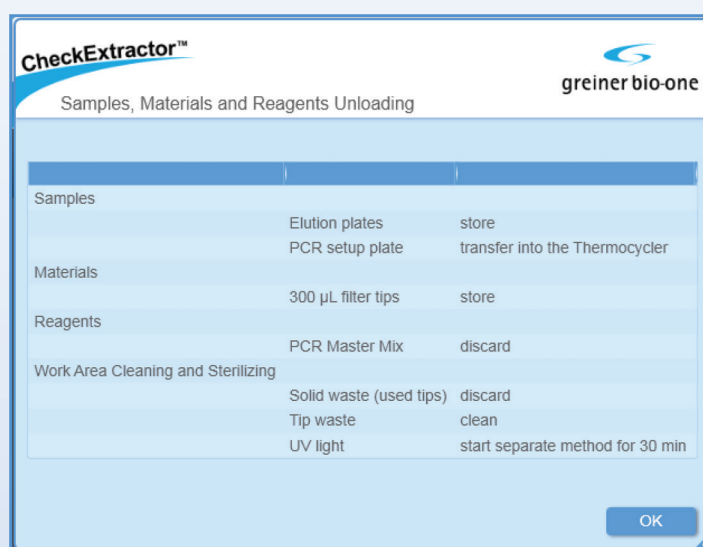 CheckExtractor™
greiner bio-one
Samples, Materials and Reagents Unloading
Samples
Elution plates store
PCR setup plate transfer into the Thermocycler
Materials
300 µL filter tips store
Reagents
PCR Master Mix discard
Work Area Cleaning and Sterilizing
Solid waste (used tips) discard
Tip waste clean
UV light start separate method for 30 min
OK